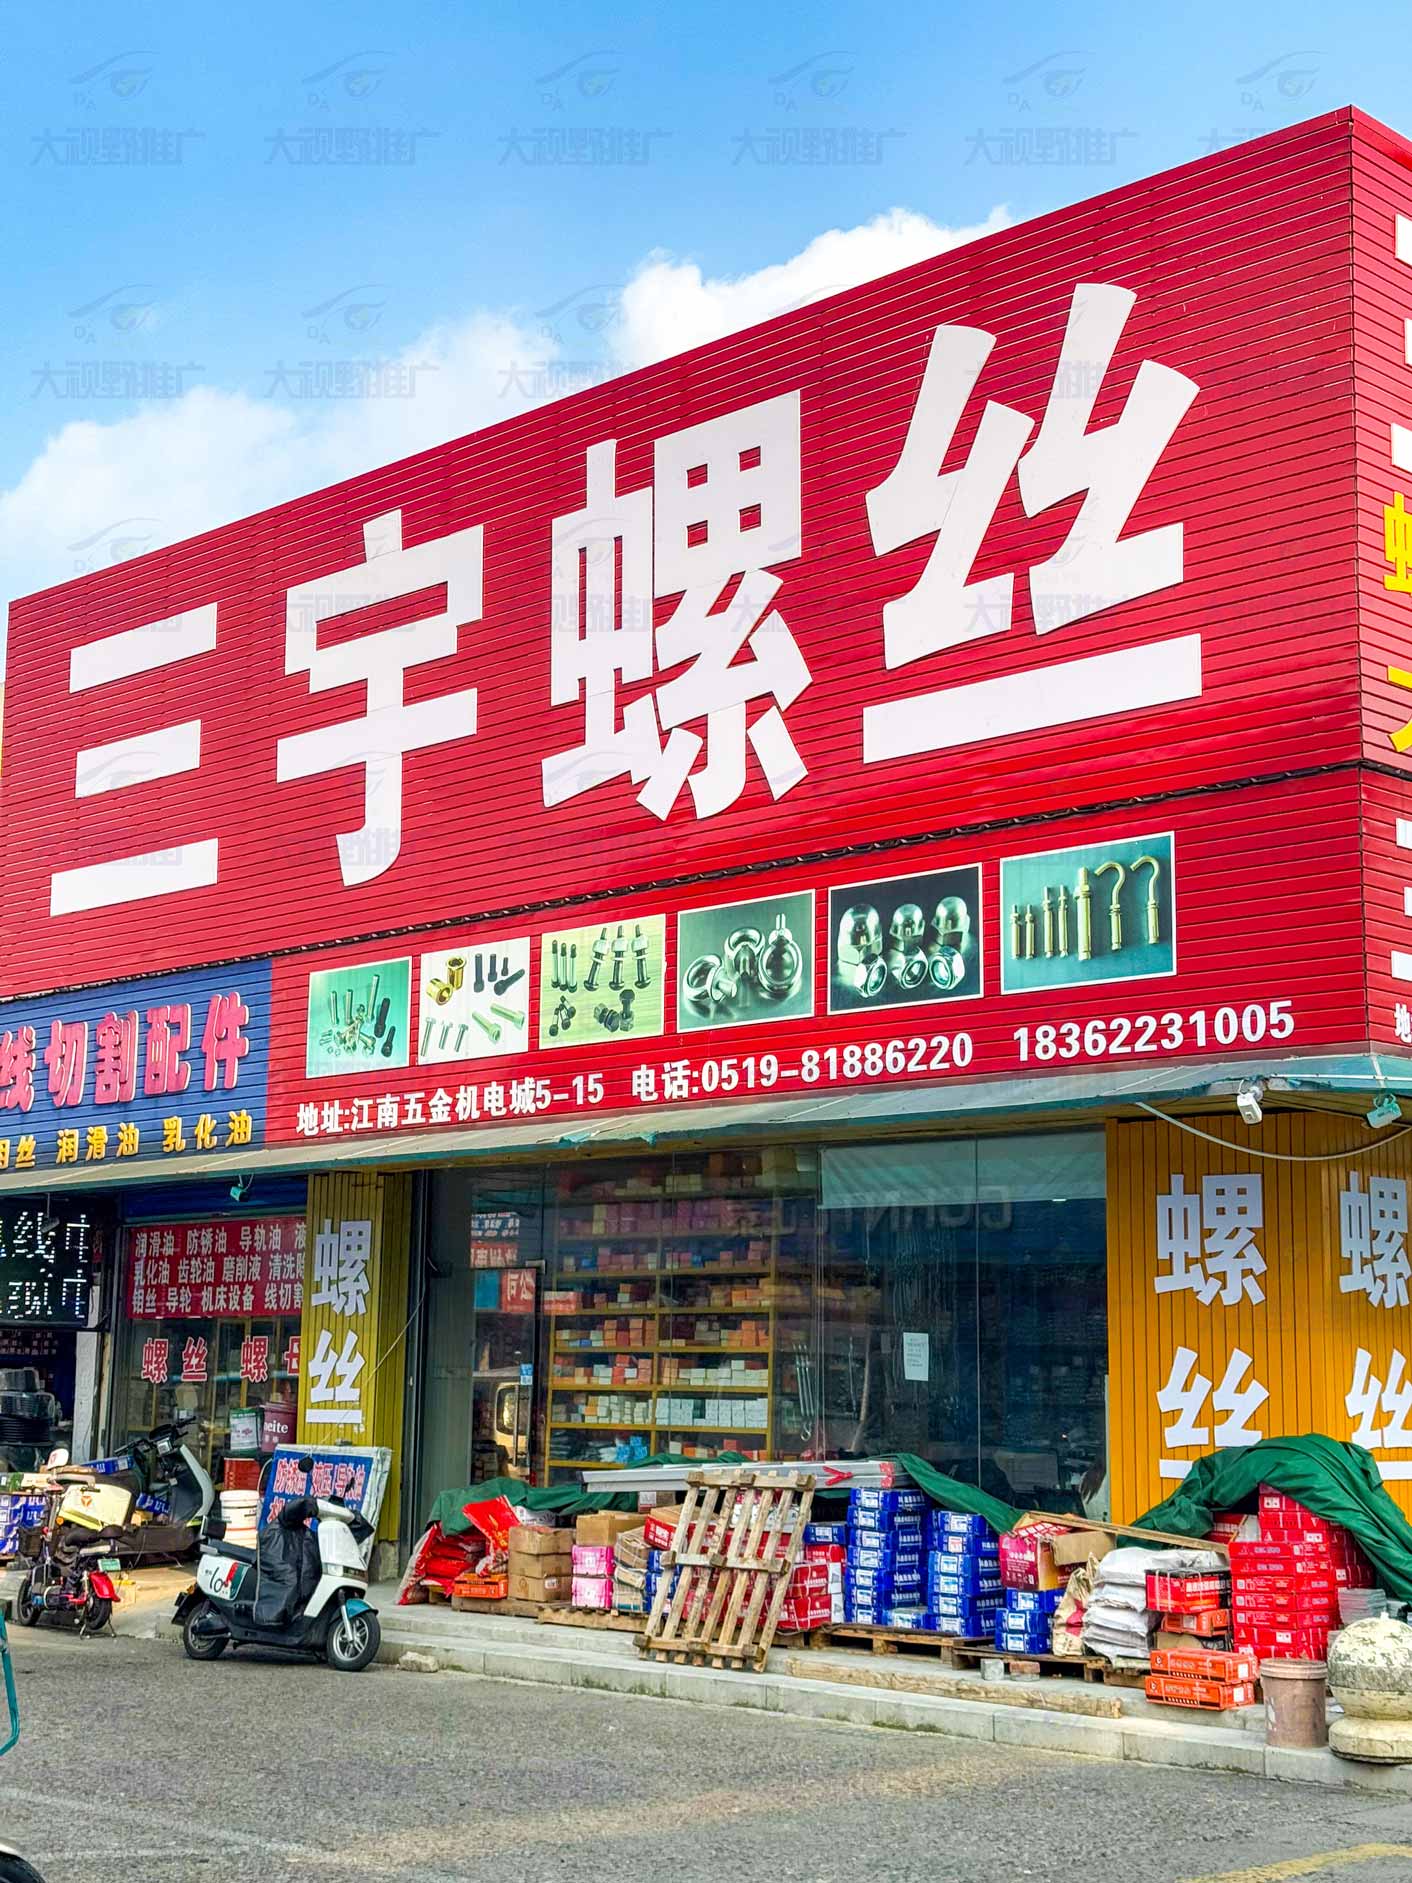 三宇螺丝
地址:江南五金机电城5-15 电话:0519-81886220 18362231005
线切割配件
润滑油 乳化油
润滑油 防锈油 导轨油
乳化油 齿轮油 磨削液
钼丝 导轮 机床设备 线切割
螺丝 螺母
螺丝
螺丝
螺丝
大视野推广
DA